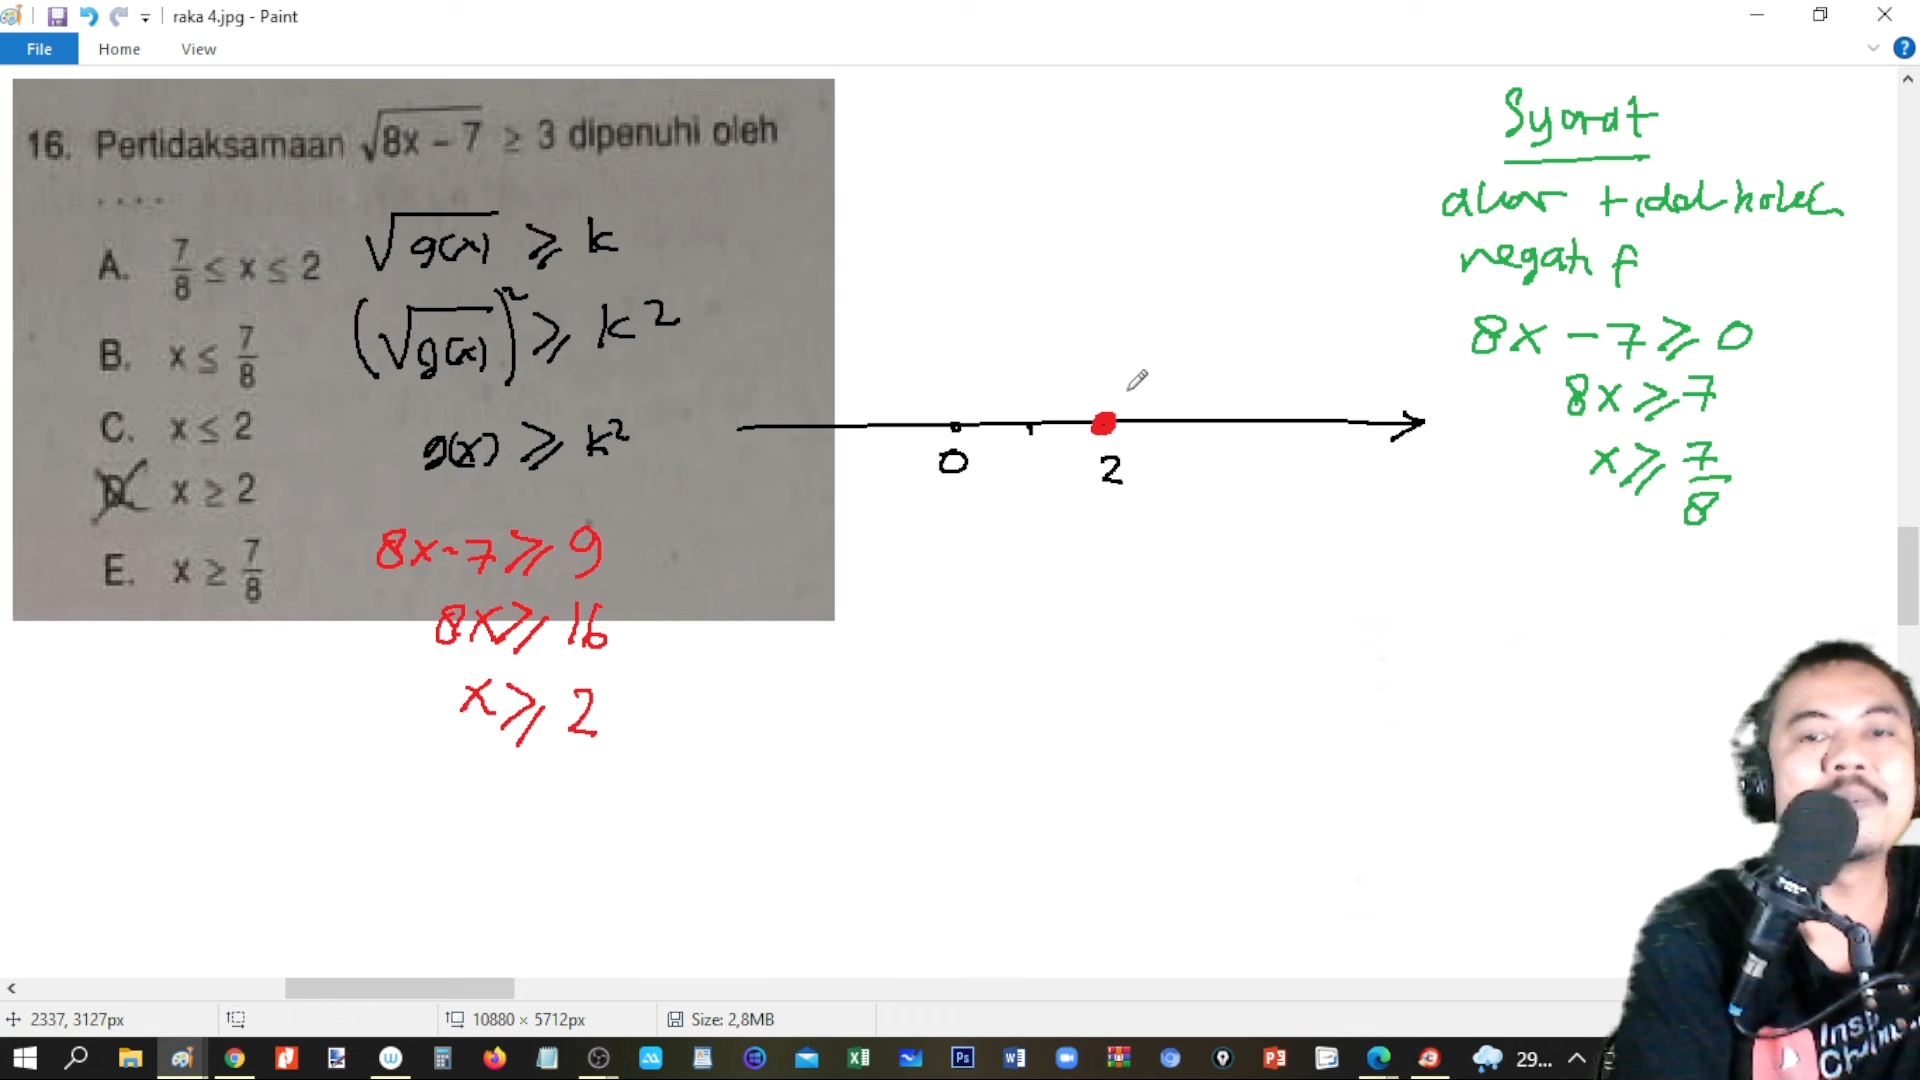 raka 4.jpg - Paint
File Home View
16. Pertidaksamaan √8x - 7 ≥ 3 dipenuhi oleh
. . . .
A. 7/8 ≤ x ≤ 2
B. x ≤ 7/8
C. x ≤ 2
D. x ≥ 2
E. x ≥ 7/8
√g(x) ≥ k
(√g(x))² ≥ k²
g(x) ≥ k²
8x - 7 ≥ 9
8x ≥ 16
x ≥ 2
0 2
Syarat
akar tidak boleh
negatif
8x - 7 ≥ 0
8x ≥ 7
x ≥ 7/8
2337, 3127px
10880 × 5712px
Size: 2,8MB
29...